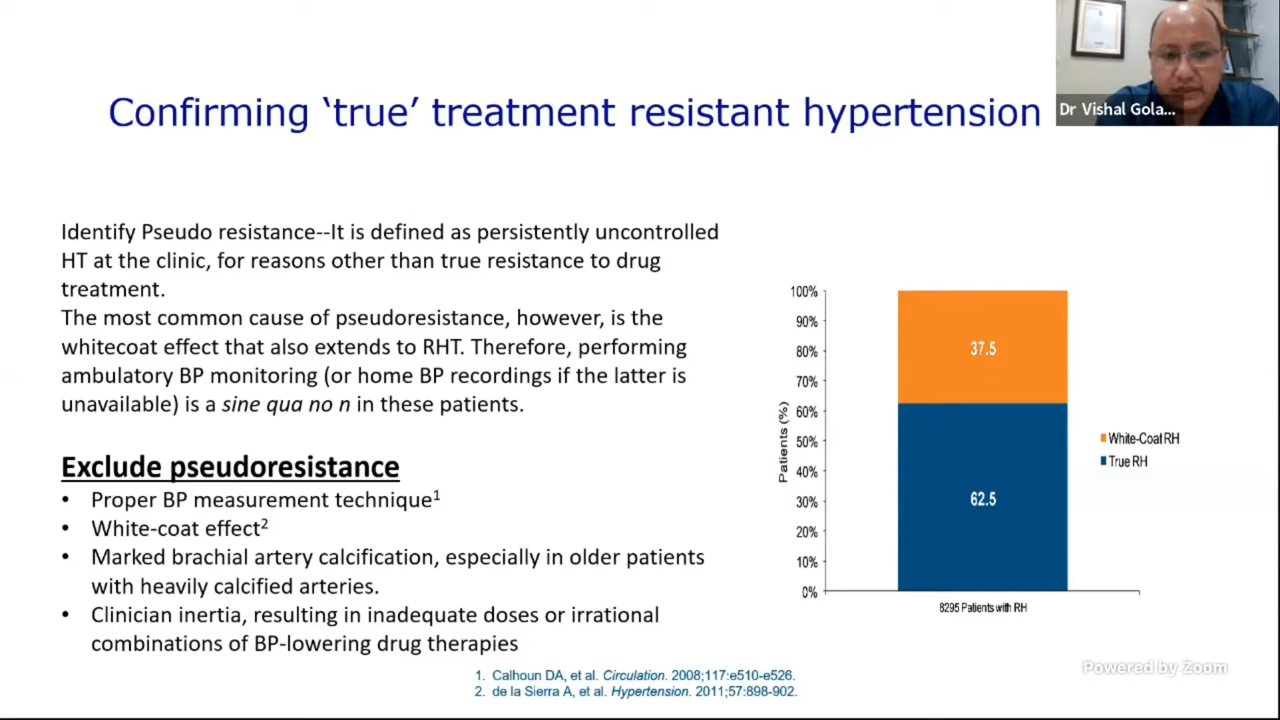 Confirming ‘true’ treatment resistant hypertension
Dr Vishal Gola...
Identify Pseudo resistance--It is defined as persistently uncontrolled
HT at the clinic, for reasons other than true resistance to drug
treatment.
The most common cause of pseudoresistance, however, is the
whitecoat effect that also extends to RHT. Therefore, performing
ambulatory BP monitoring (or home BP recordings if the latter is
unavailable) is a sine qua no n in these patients.
Exclude pseudoresistance
• Proper BP measurement technique1
• White-coat effect2
• Marked brachial artery calcification, especially in older patients
with heavily calcified arteries.
• Clinician inertia, resulting in inadequate doses or irrational
combinations of BP-lowering drug therapies
Patients (%)
100%
90%
80%
70%
60%
50%
40%
30%
20%
10%
0%
37.5
62.5
8295 Patients with RH
White-Coat RH
True RH
1. Calhoun DA, et al. Circulation. 2008;117:e510-e526.
2. de la Sierra A, et al. Hypertension. 2011;57:898-902.
Powered by Zoom